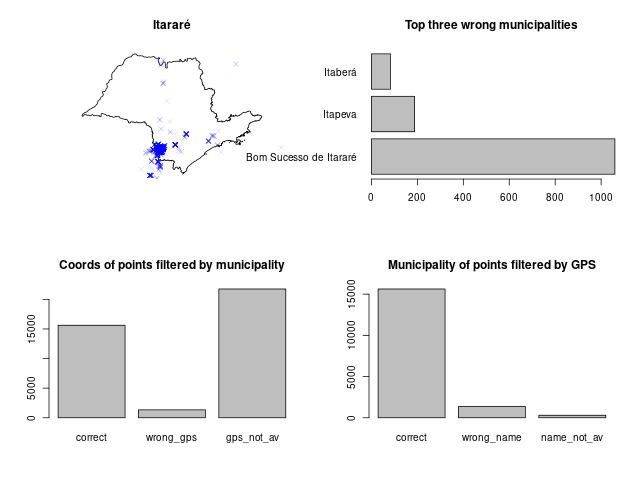 Itararé
Top three wrong municipalities
Itaberá
Itapeva
Bom Sucesso de Itararé
0 200 400 600 800 1000
Coords of points filtered by municipality
15000
5000
0
correct wrong_gps gps_not_av
Municipality of points filtered by GPS
15000
10000
5000
0
correct wrong_name name_not_av